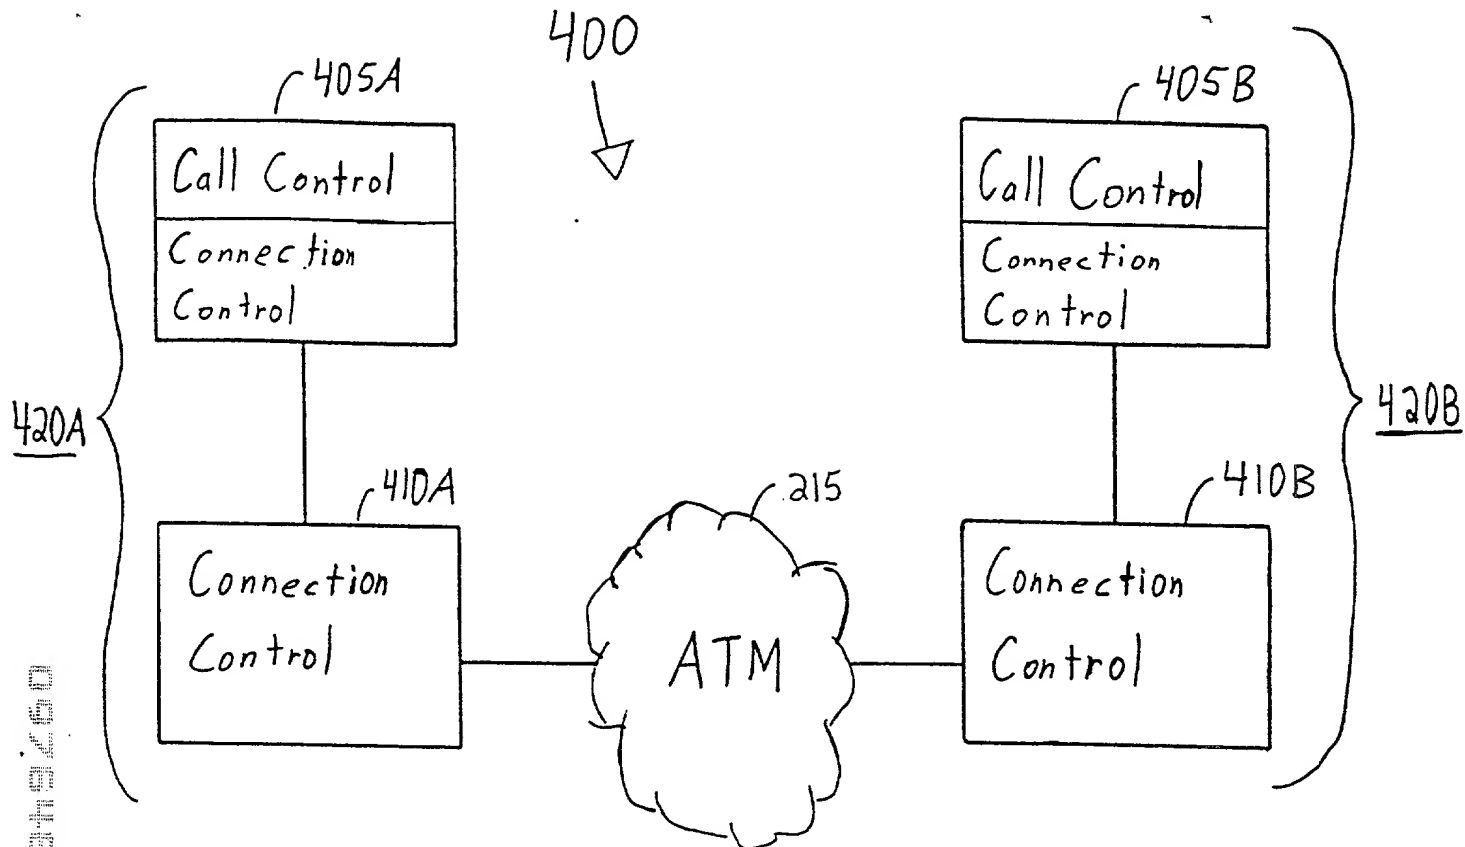 400
405A
405B
Call Control
Connection
Control
Call Control
Connection
Control
420A
420B
410A
215
410B
Connection
Control
ATM
Connection
Control